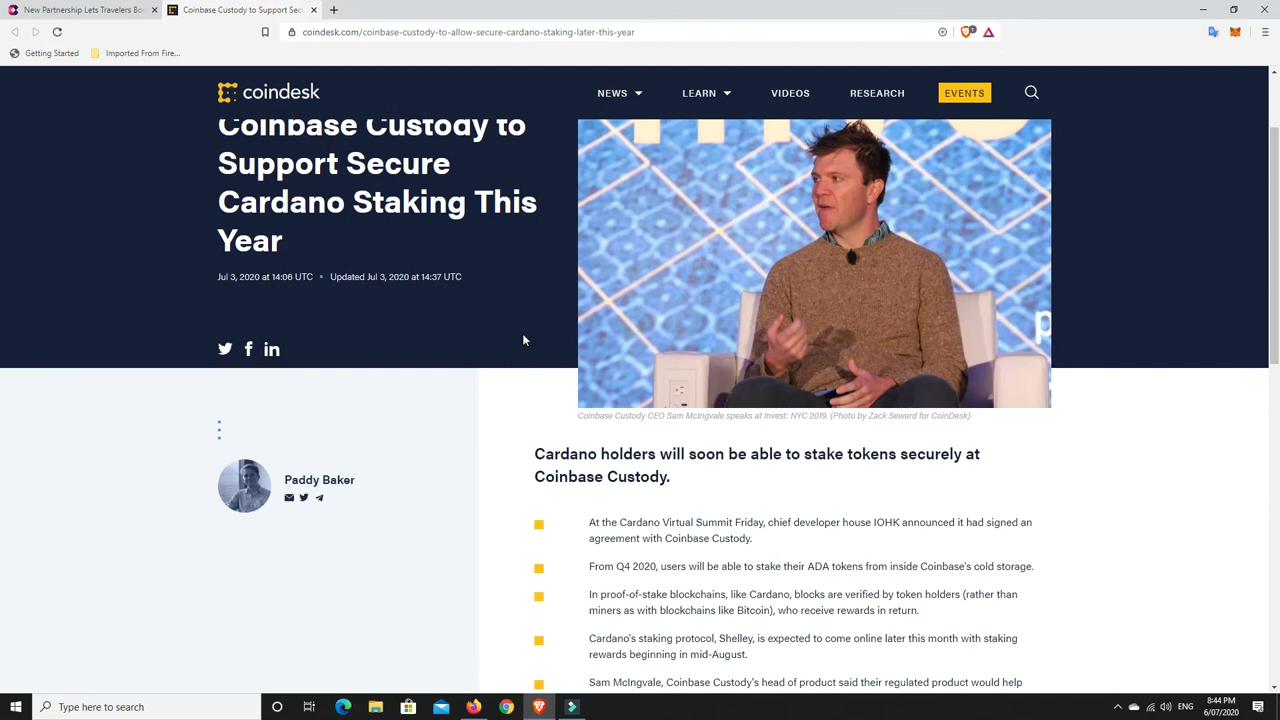 New Partnership Lets Travelers Bo
Coinbase Custody to Support Sec
coindesk.com/coinbase-custody-to-allow-secure-cardano-staking-later-this-year
Getting Started
Imported From Fire...
coindesk
NEWS
LEARN
VIDEOS
RESEARCH
EVENTS
Coinbase Custody to
Support Secure
Cardano Staking This
Year
Jul 3, 2020 at 14:06 UTC • Updated Jul 3, 2020 at 14:37 UTC
Coinbase Custody CEO Sam McIngvale speaks at Invest: NYC 2019. (Photo by Zack Seward for CoinDesk)
Paddy Baker
Cardano holders will soon be able to stake tokens securely at
Coinbase Custody.
At the Cardano Virtual Summit Friday, chief developer house IOHK announced it had signed an
agreement with Coinbase Custody.
From Q4 2020, users will be able to stake their ADA tokens from inside Coinbase's cold storage.
In proof-of-stake blockchains, like Cardano, blocks are verified by token holders (rather than
miners as with blockchains like Bitcoin), who receive rewards in return.
Cardano's staking protocol, Shelley, is expected to come online later this month with staking
rewards beginning in mid-August.
Sam McIngvale, Coinbase Custody's head of product said their regulated product would help
Type here to search
ENG
8:44 PM
6/07/2020